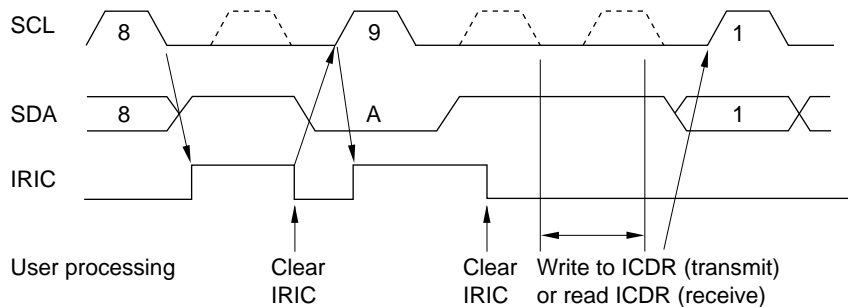 SCL 8 9 1
SDA 8 A 1
IRIC
User processing Clear IRIC Clear IRIC Write to ICDR (transmit) or read ICDR (receive)